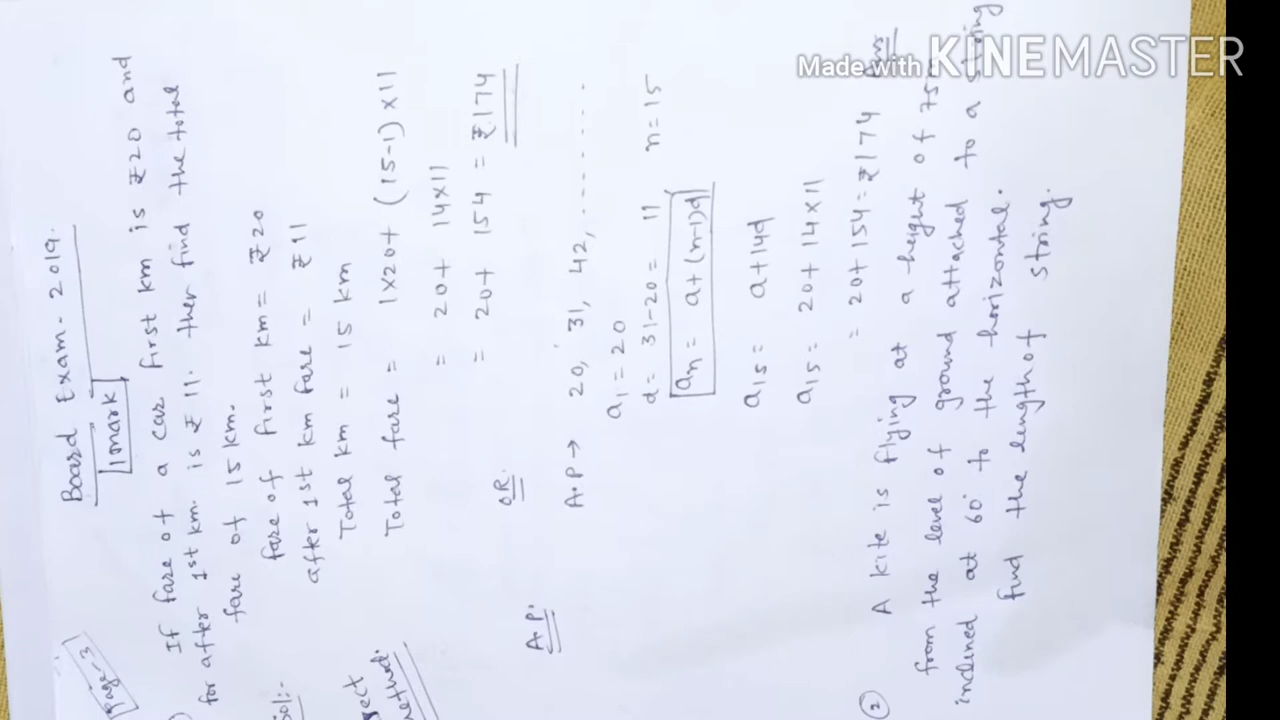 Made with KINEMASTER
Page-3
Board Exam - 2019.
1 mark
If fare of a car first km is ₹20 and
for after 1st km. is ₹ 11. then find the total
fare of 15 km.
Sol:-
fare of first km = ₹20
after 1st km fare = ₹11
Total km = 15 km
Total fare = 1×20+ (15-1)×11
= 20+ 14×11
= 20+ 154 = ₹174
OR
A.P.
A.P → 20, 31, 42, .......
a1 = 20
d = 31-20 = 11 n=15
an = a+(n-1)d
a15 = a+14d
a15 = 20+14×11
= 20+154 = ₹174 Ans
② A kite is flying at a height of 75m
from the level of ground attached to a string
inclined at 60° to the horizontal.
find the length of string.